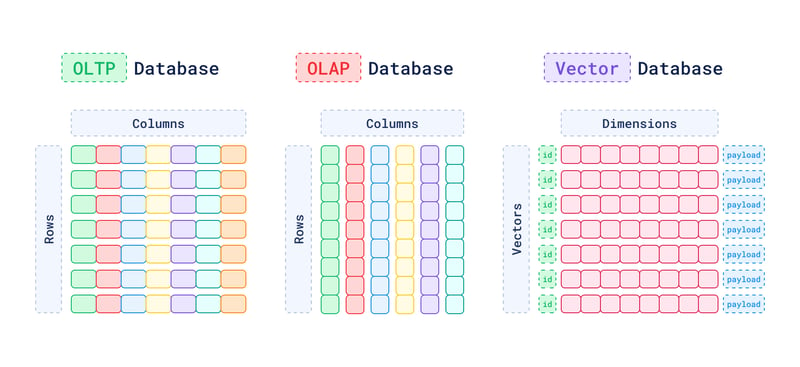 OLTP Database
Columns
Rows
OLAP Database
Columns
Rows
Vector Database
Dimensions
Vectors
id payload
id payload
id payload
id payload
id payload
id payload
id payload